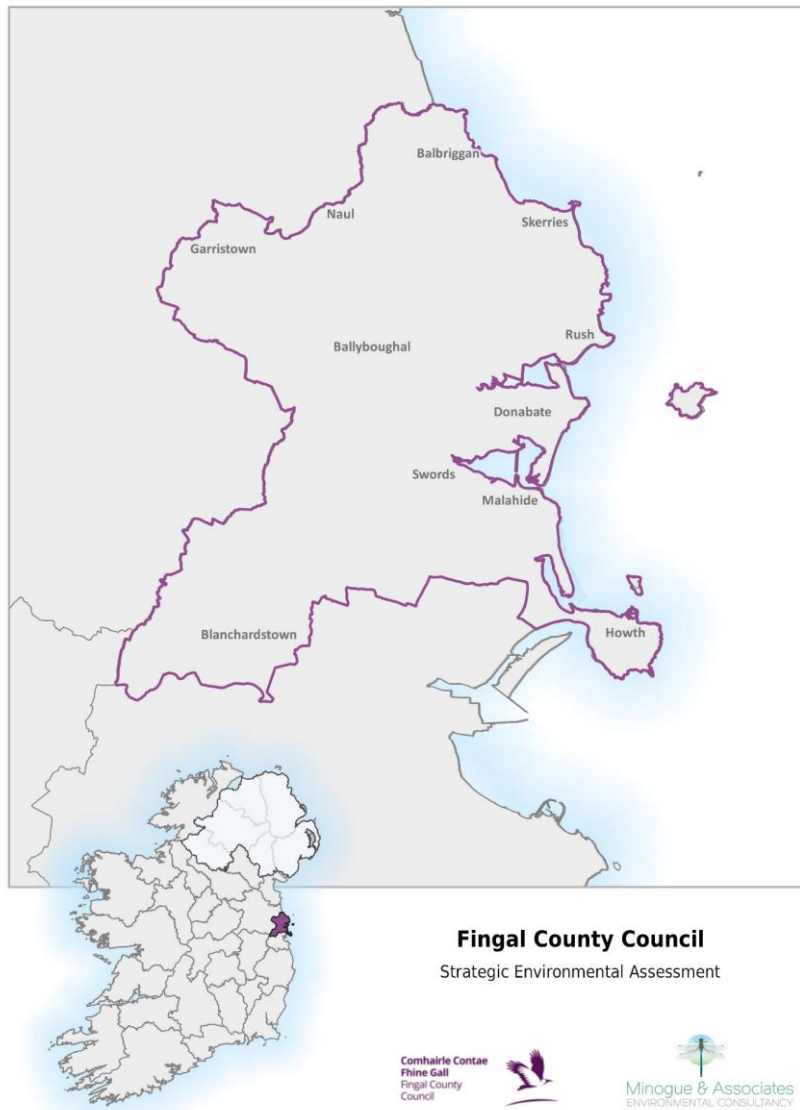 Balbriggan
Naul
Skerries
Garristown
Rush
Ballyboughal
Donabate
Swords
Malahide
Blanchardstown
Howth
Fingal County Council
Strategic Environmental Assessment
Comhairle Contae
Fhine Gall
Fingal County
Council
Minogue & Associates
ENVIRONMENTAL CONSULTANCY